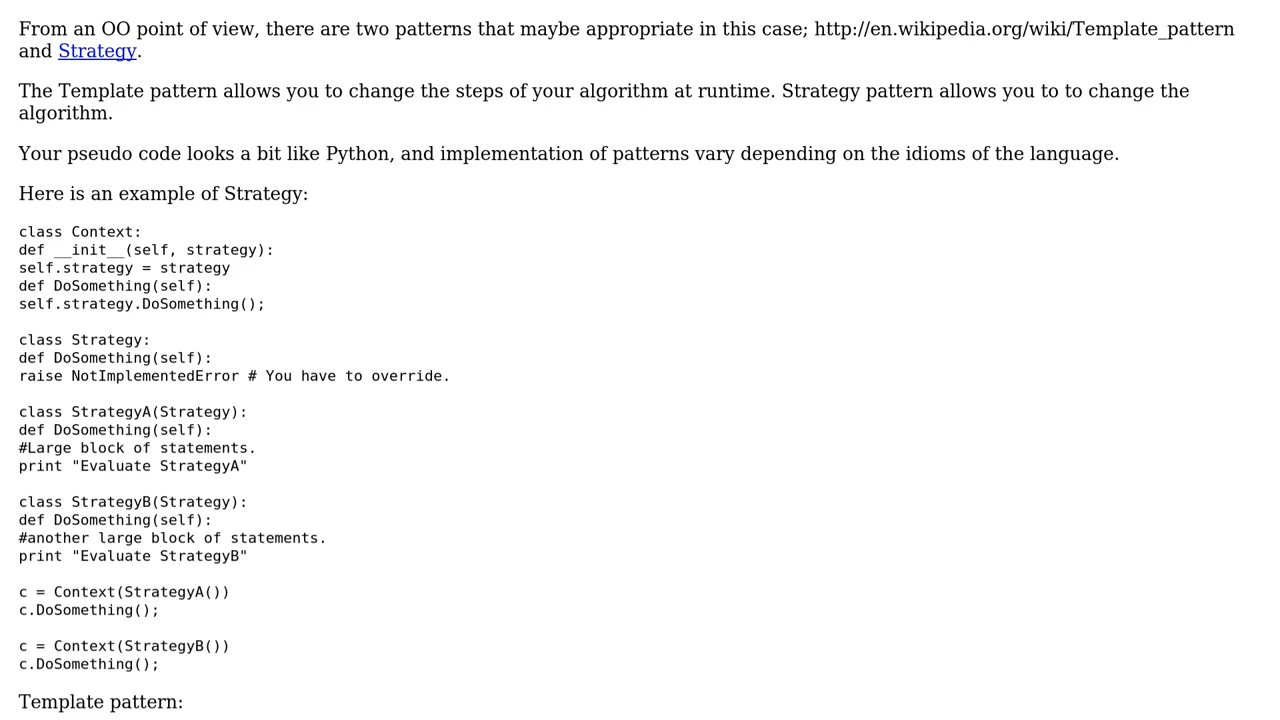 From an OO point of view, there are two patterns that maybe appropriate in this case; http://en.wikipedia.org/wiki/Template_pattern
and Strategy.
The Template pattern allows you to change the steps of your algorithm at runtime. Strategy pattern allows you to to change the
algorithm.
Your pseudo code looks a bit like Python, and implementation of patterns vary depending on the idioms of the language.
Here is an example of Strategy:
class Context:
def __init__(self, strategy):
self.strategy = strategy
def DoSomething(self):
self.strategy.DoSomething();
class Strategy:
def DoSomething(self):
raise NotImplementedError # You have to override.
class StrategyA(Strategy):
def DoSomething(self):
#Large block of statements.
print "Evaluate StrategyA"
class StrategyB(Strategy):
def DoSomething(self):
#another large block of statements.
print "Evaluate StrategyB"
c = Context(StrategyA())
c.DoSomething();
c = Context(StrategyB())
c.DoSomething();
Template pattern: